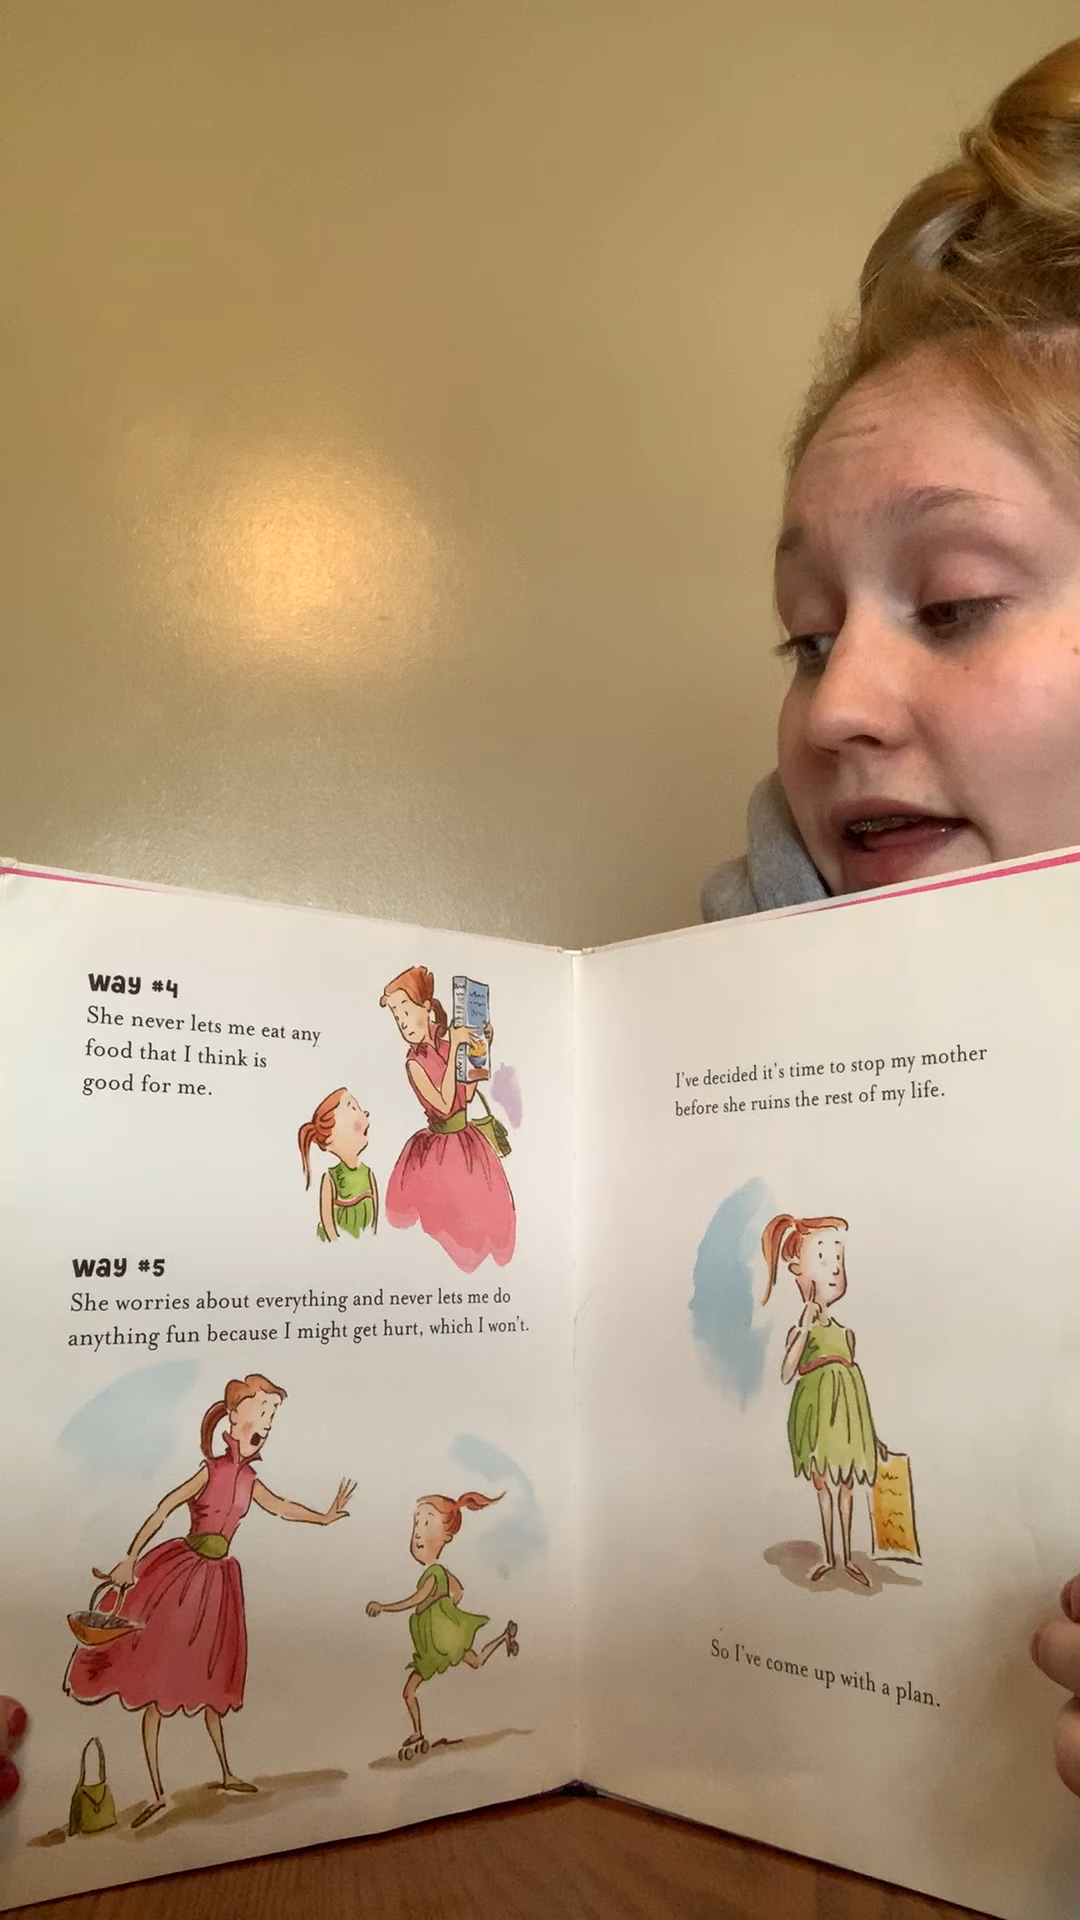 way #4
She never lets me eat any
food that I think is
good for me.
way #5
She worries about everything and never lets me do
anything fun because I might get hurt, which I won't.
I've decided it's time to stop my mother
before she ruins the rest of my life.
So I've come up with a plan.